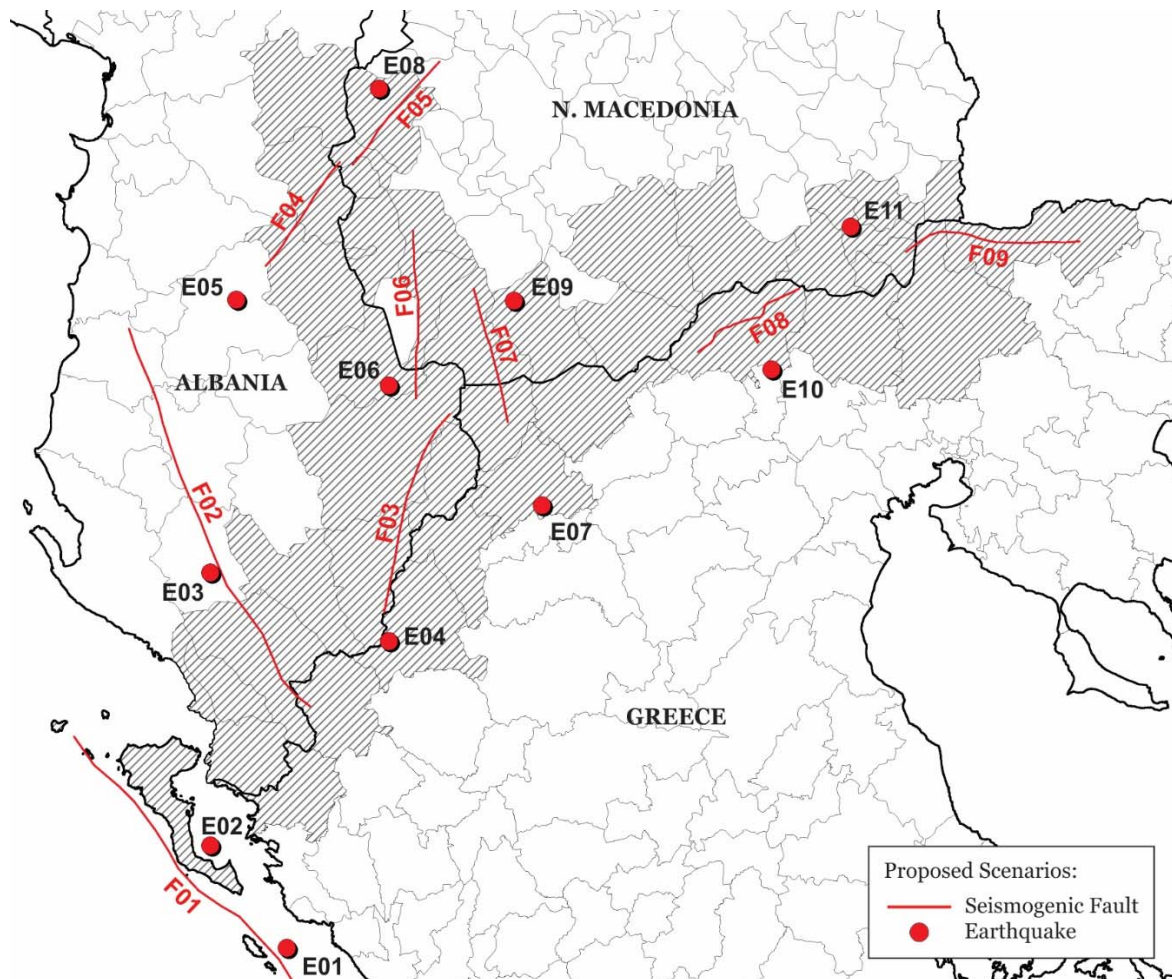 E08
F05
N. MACEDONIA
F04
E11
F09
E05
F06
E09
F07
F08
ALBANIA
E06
E10
F02
F03
E07
E03
E04
GREECE
E02
F01
E01
Proposed Scenarios:
Seismogenic Fault
Earthquake